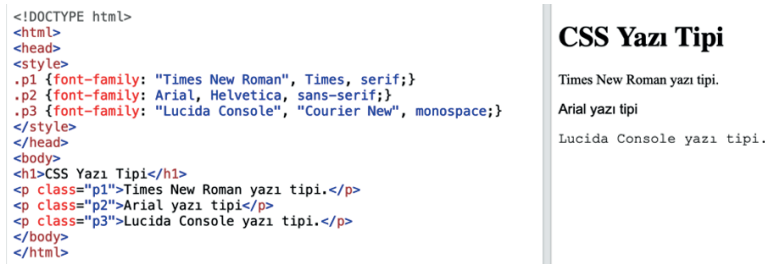 <!DOCTYPE html>
<html>
<head>
<style>
.p1 {font-family: "Times New Roman", Times, serif;}
.p2 {font-family: Arial, Helvetica, sans-serif;}
.p3 {font-family: "Lucida Console", "Courier New", monospace;}
</style>
</head>
<body>
<h1>CSS Yazı Tipi</h1>
<p class="p1">Times New Roman yazı tipi.</p>
<p class="p2">Arial yazı tipi</p>
<p class="p3">Lucida Console yazı tipi.</p>
</body>
</html>
CSS Yazı Tipi
Times New Roman yazı tipi.
Arial yazı tipi
Lucida Console yazı tipi.